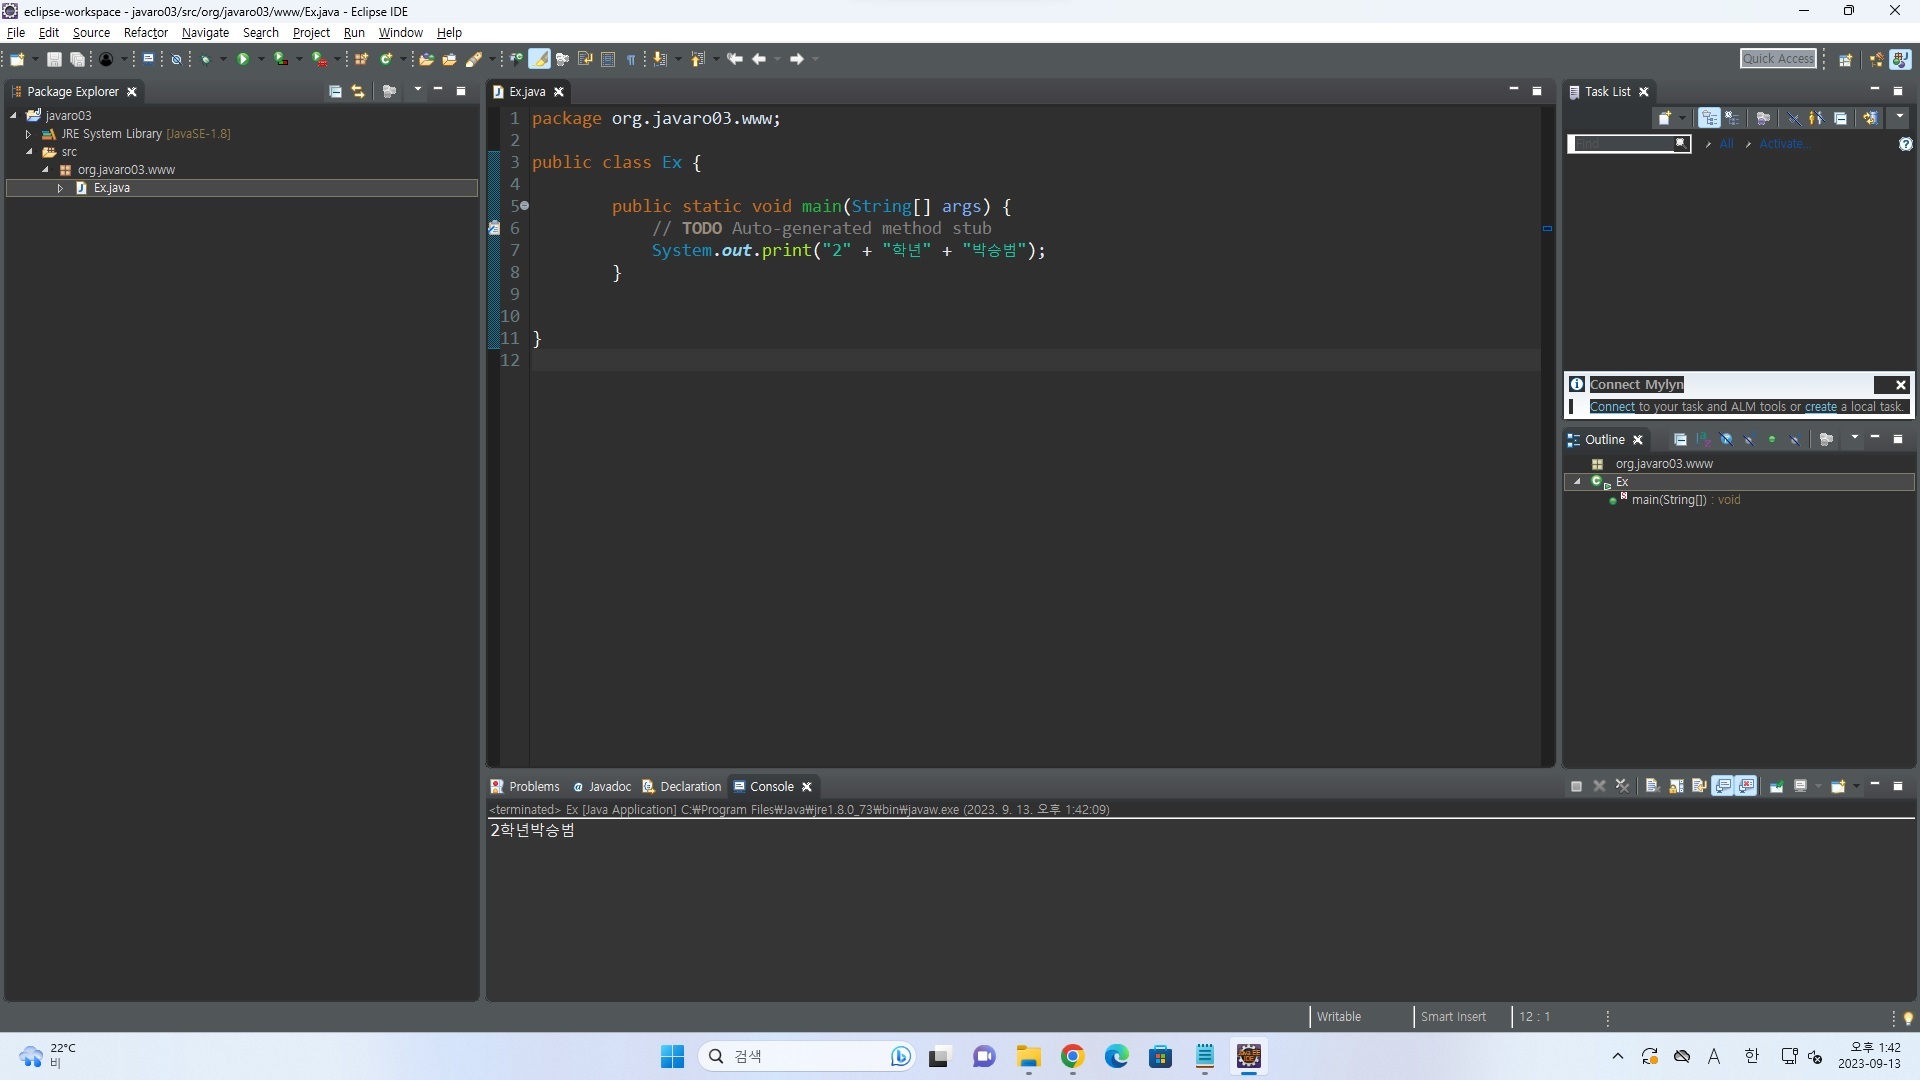 eclipse-workspace - javaro03/src/org/javaro03/www/Ex.java - Eclipse IDE
File Edit Source Refactor Navigate Search Project Run Window Help
Quick Access
Package Explorer
javaro03
JRE System Library [JavaSE-1.8]
src
org.javaro03.www
Ex.java
Ex.java
1 package org.javaro03.www;
2
3 public class Ex {
4
5 public static void main(String[] args) {
6 // TODO Auto-generated method stub
7 System.out.print("2" + "학년" + "박승범");
8 }
9
10
11 }
12
Task List
Find
All
Activate...
Connect Mylyn
Connect to your task and ALM tools or create a local task.
Outline
org.javaro03.www
Ex
main(String[]) : void
Problems Javadoc Declaration Console
<terminated> Ex [Java Application] C:₩Program Files₩Java₩jre1.8.0_73₩bin₩javaw.exe (2023. 9. 13. 오후 1:42:09)
2학년박승범
Writable Smart Insert 12 : 1
22°C
비
검색
A 한
오후 1:42
2023-09-13